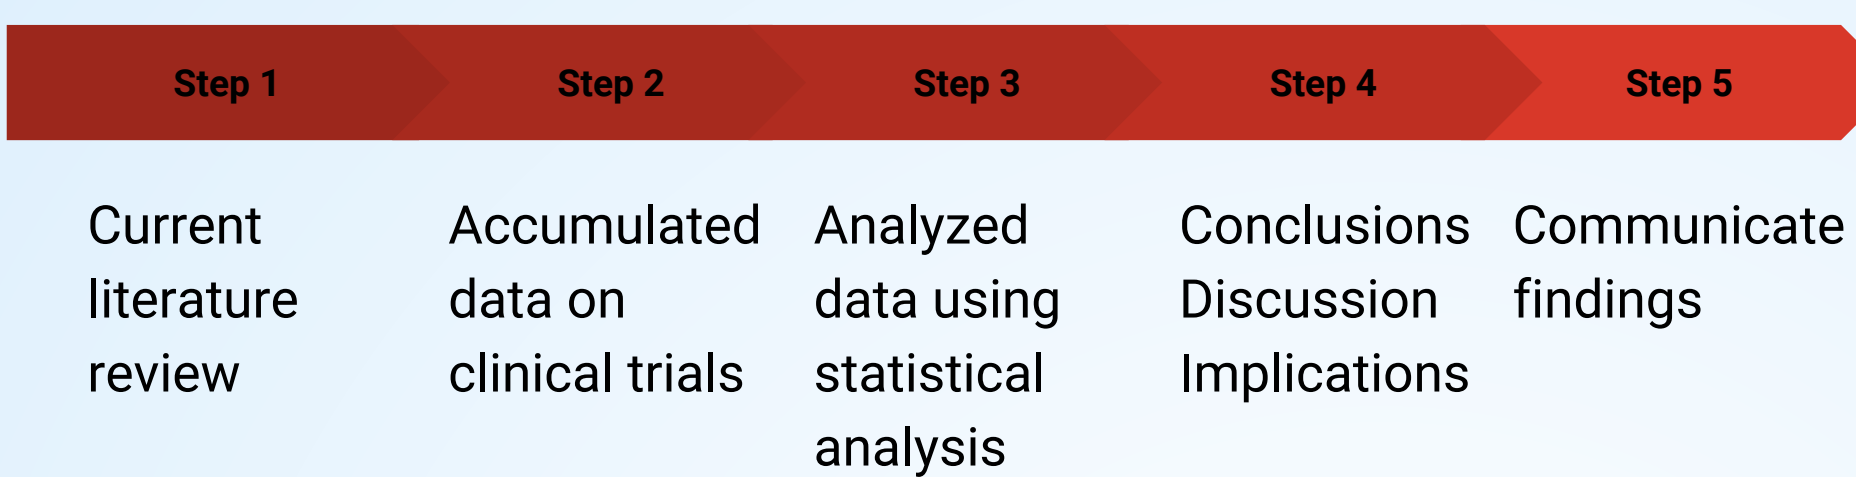 Step 1
Step 2
Step 3
Step 4
Step 5
Current
literature
review
Accumulated
data on
clinical trials
Analyzed
data using
statistical
analysis
Conclusions
Discussion
Implications
Communicate
findings